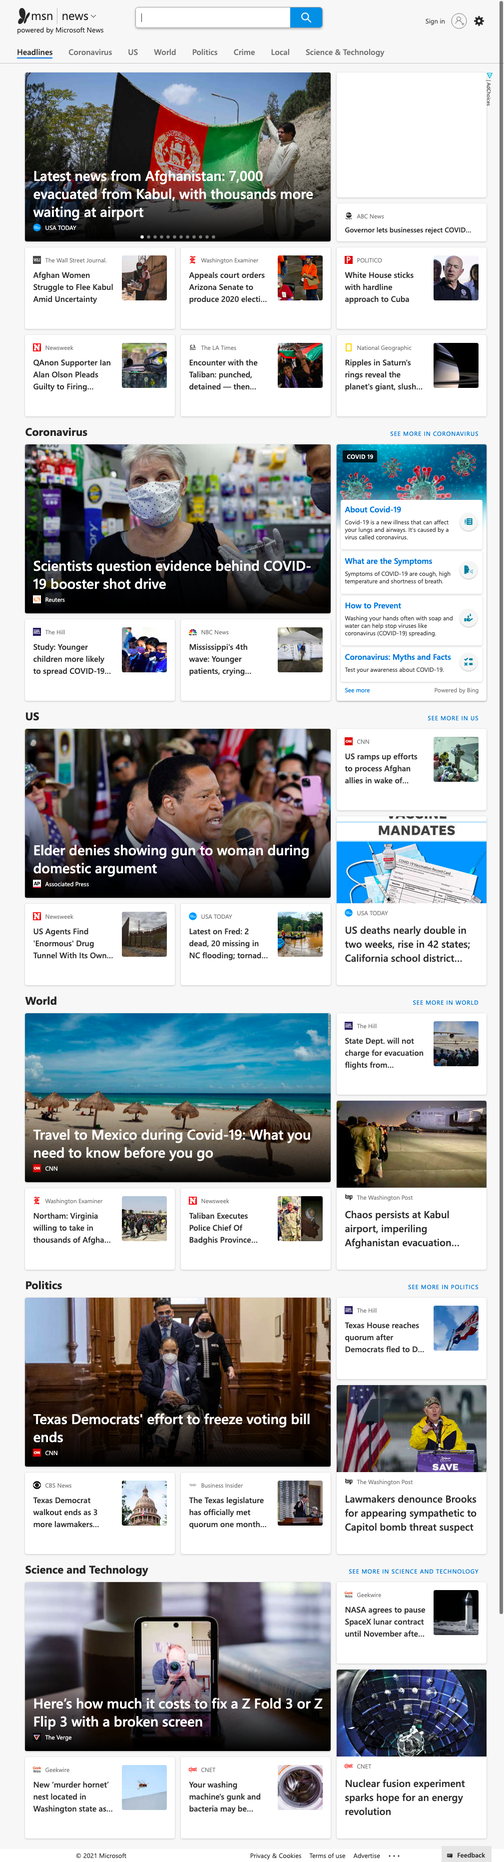 msn | news
powered by Microsoft News
Sign in
Headlines Coronavirus US World Politics Crime Local Science & Technology
Latest news from Afghanistan: 7,000
evacuated from Kabul, with thousands more
waiting at airport
USA TODAY
AdChoices
ABC News
Governor lets businesses reject COVID...
The Wall Street Journal.
Afghan Women
Struggle to Flee Kabul
Amid Uncertainty
Washington Examiner
Appeals court orders
Arizona Senate to
produce 2020 electi...
POLITICO
White House sticks
with hardline
approach to Cuba
Newsweek
QAnon Supporter Ian
Alan Olson Pleads
Guilty to Firing...
The LA Times
Encounter with the
Taliban: punched,
detained — then...
National Geographic
Ripples in Saturn's
rings reveal the
planet's giant, slush...
Coronavirus
SEE MORE IN CORONAVIRUS
Scientists question evidence behind COVID-
19 booster shot drive
Reuters
COVID 19
About Covid-19
Covid-19 is a new illness that can affect
your lungs and airways. It's caused by a
virus called coronavirus.
What are the Symptoms
Symptoms of COVID-19 are cough, high
temperature and shortness of breath.
How to Prevent
Washing your hands often with soap and
water can help stop viruses like
coronavirus (COVID-19) spreading.
Coronavirus: Myths and Facts
Test your awareness about COVID-19.
See more
Powered by Bing
The Hill
Study: Younger
children more likely
to spread COVID-19...
NBC News
Mississippi's 4th
wave: Younger
patients, crying...
US
SEE MORE IN US
Elder denies showing gun to woman during
domestic argument
AP Associated Press
CNN
US ramps up efforts
to process Afghan
allies in wake of...
VACCINE
MANDATES
COVID-19 Vaccination Record Card
USA TODAY
US deaths nearly double in
two weeks, rise in 42 states;
California school district...
Newsweek
US Agents Find
'Enormous' Drug
Tunnel With Its Own...
USA TODAY
Latest on Fred: 2
dead, 20 missing in
NC flooding; tornad...
World
SEE MORE IN WORLD
Travel to Mexico during Covid-19: What you
need to know before you go
CNN
The Hill
State Dept. will not
charge for evacuation
flights from...
wp The Washington Post
Chaos persists at Kabul
airport, imperiling
Afghanistan evacuation...
Washington Examiner
Northam: Virginia
willing to take in
thousands of Afgha...
Newsweek
Taliban Executes
Police Chief Of
Badghis Province...
Politics
SEE MORE IN POLITICS
Texas Democrats' effort to freeze voting bill
ends
CNN
The Hill
Texas House reaches
quorum after
Democrats fled to D...
SAVE
wp The Washington Post
Lawmakers denounce Brooks
for appearing sympathetic to
Capitol bomb threat suspect
CBS News
Texas Democrat
walkout ends as 3
more lawmakers...
Business Insider
The Texas legislature
has officially met
quorum one month...
Science and Technology
SEE MORE IN SCIENCE AND TECHNOLOGY
Here's how much it costs to fix a Z Fold 3 or Z
Flip 3 with a broken screen
The Verge
Geekwire
NASA agrees to pause
SpaceX lunar contract
until November afte...
CNET
Nuclear fusion experiment
sparks hope for an energy
revolution
Geekwire
New 'murder hornet'
nest located in
Washington state as...
CNET
Your washing
machine's gunk and
bacteria may be...
© 2021 Microsoft
Privacy & Cookies Terms of use Advertise ...
Feedback